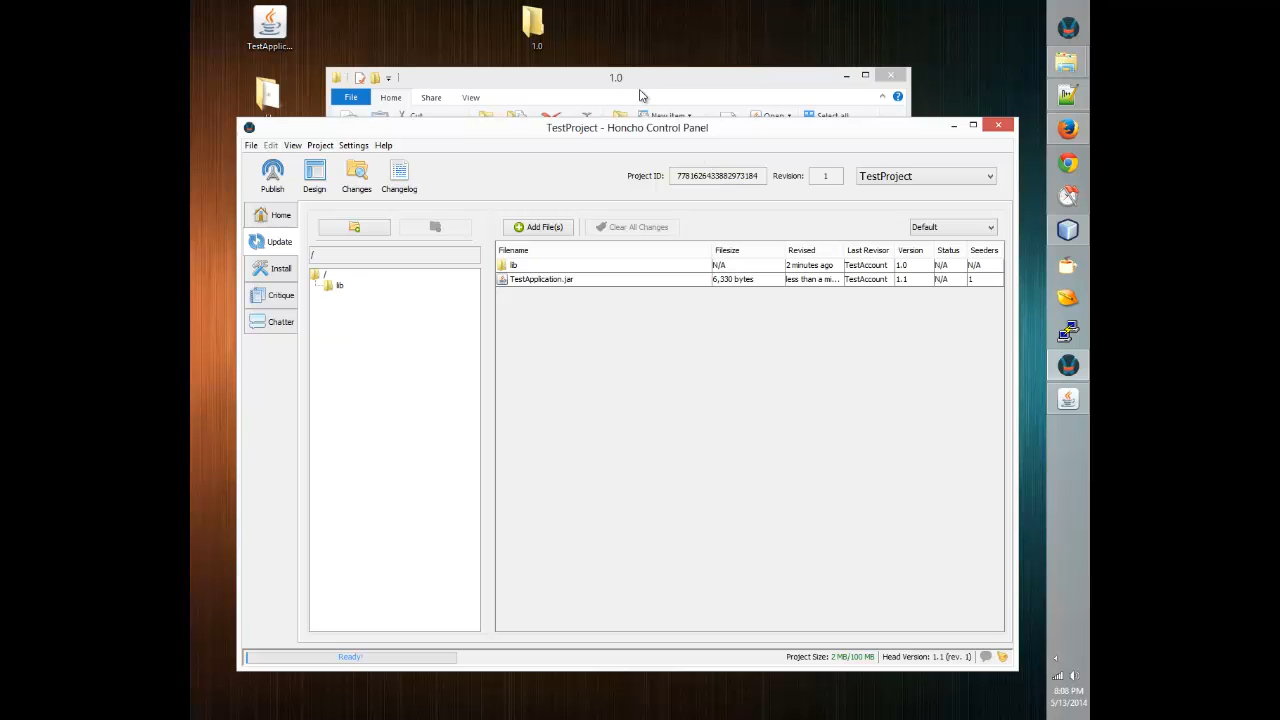 TestApplic...
1.0
1.0
File Home Share View
Cut New item Open Select all
TestProject - Honcho Control Panel
File Edit View Project Settings Help
Publish Design Changes Changelog
Project ID: 7781626433882973184 Revision: 1 TestProject
Home
Update
Install
Critique
Chatter
Add File(s) Clear All Changes Default
/
/
lib
Filename Filesize Revised Last Revisor Version Status Seeders
lib N/A 2 minutes ago TestAccount 1.0 N/A N/A
TestApplication.jar 6,330 bytes less than a mi... TestAccount 1.1 N/A 1
Ready!
Project Size: 2 MB/100 MB Head Version: 1.1 (rev. 1)
8:08 PM
5/13/2014